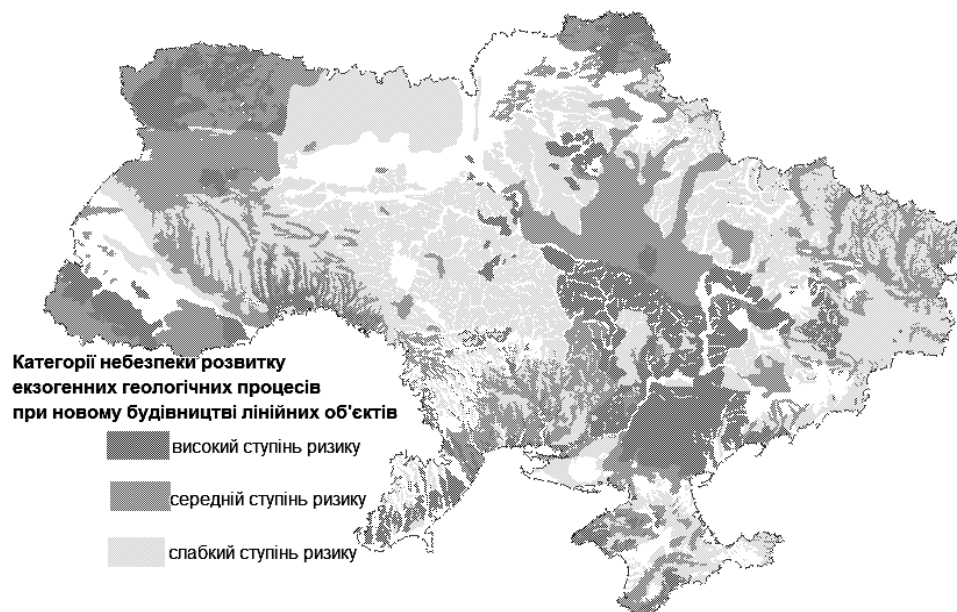 Категорії небезпеки розвитку
екзогенних геологічних процесів
при новому будівництві лінійних об'єктів
високий ступінь ризику
середній ступінь ризику
слабкий ступінь ризику